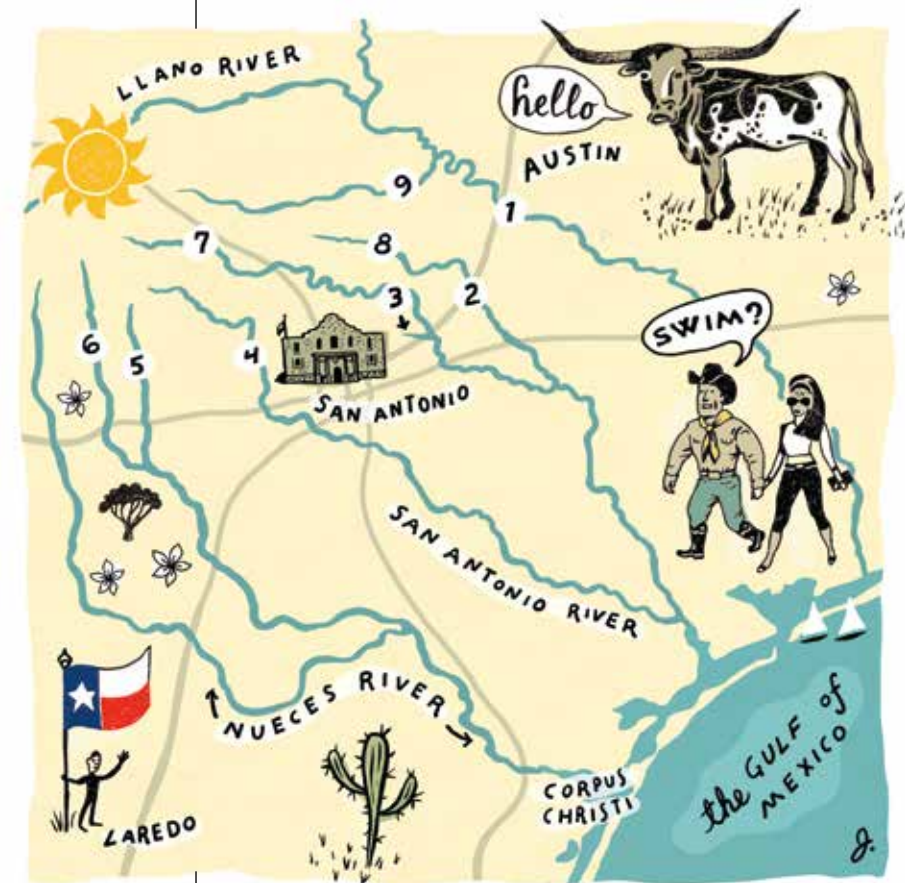 LLANO RIVER
hello
AUSTIN
9
1
7
8
3
2
SWIM?
6
5
4
SAN ANTONIO
SAN ANTONIO RIVER
NUECES RIVER
CORPUS
CHRISTI
the GULF of
MEXICO
LAREDO
J.